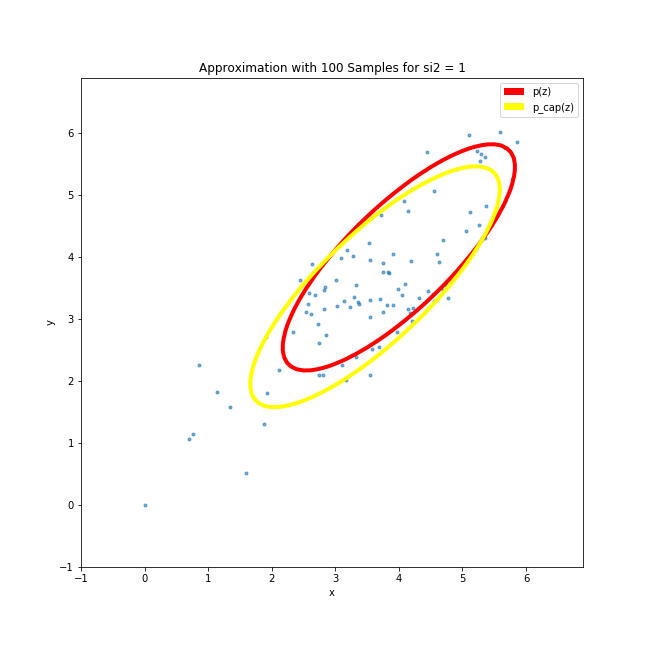 Approximation with 100 Samples for si2 = 1
p(z)
p_cap(z)
6
5
4
3
2
1
0
−1
y
−1 0 1 2 3 4 5 6
x